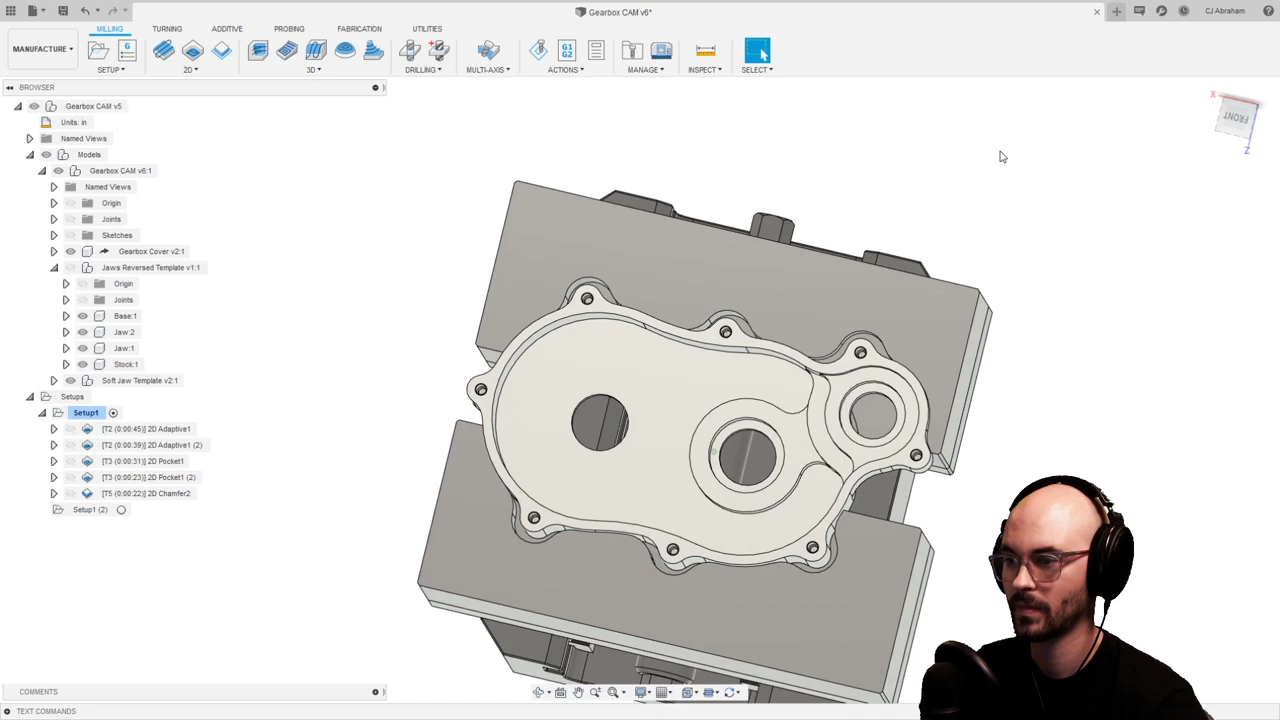 Gearbox CAM v6*
CJ Abraham
MILLING
TURNING
ADDITIVE
PROBING
FABRICATION
UTILITIES
MANUFACTURE
SETUP
2D
3D
DRILLING
MULTI-AXIS
ACTIONS
MANAGE
INSPECT
SELECT
G
G1
G2
BROWSER
Gearbox CAM v5
Units: in
Named Views
Models
Gearbox CAM v6:1
Named Views
Origin
Joints
Sketches
Gearbox Cover v2:1
Jaws Reversed Template v1:1
Origin
Joints
Base:1
Jaw:2
Jaw:1
Stock:1
Soft Jaw Template v2:1
Setups
Setup1
[T2 (0:00:45)] 2D Adaptive1
[T2 (0:00:39)] 2D Adaptive1 (2)
[T3 (0:00:31)] 2D Pocket1
[T3 (0:00:23)] 2D Pocket1 (2)
[T5 (0:00:22)] 2D Chamfer2
Setup1 (2)
X
FRONT
Z
COMMENTS
TEXT COMMANDS